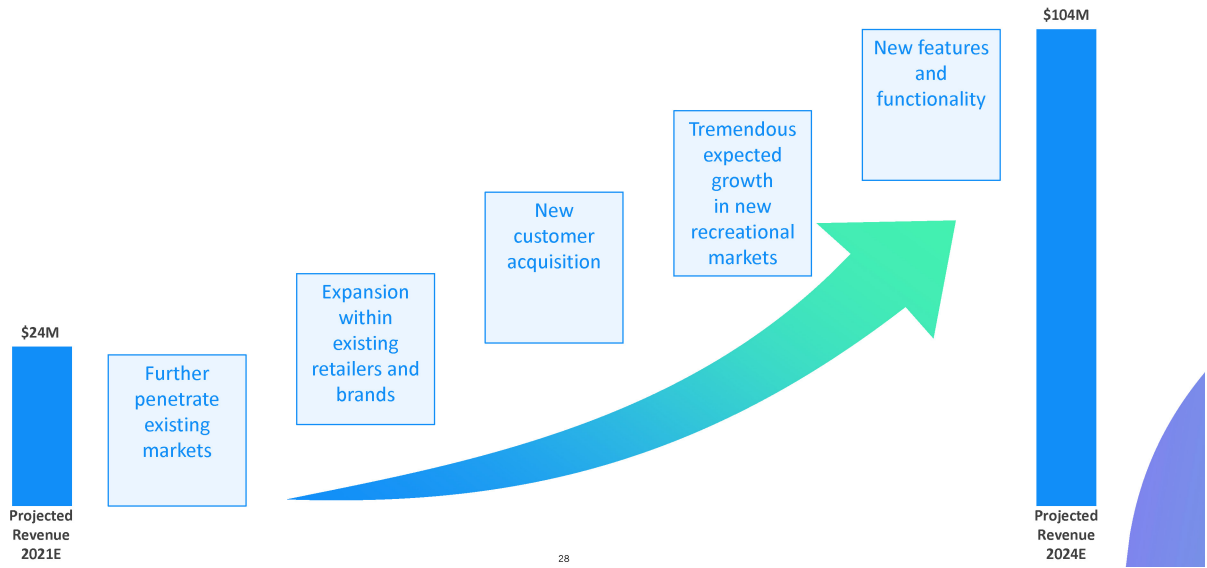 $24M
Projected
Revenue
2021E
Further
penetrate
existing
markets
Expansion
within
existing
retailers and
brands
New
customer
acquisition
Tremendous
expected
growth
in new
recreational
markets
New features
and
functionality
$104M
Projected
Revenue
2024E
28